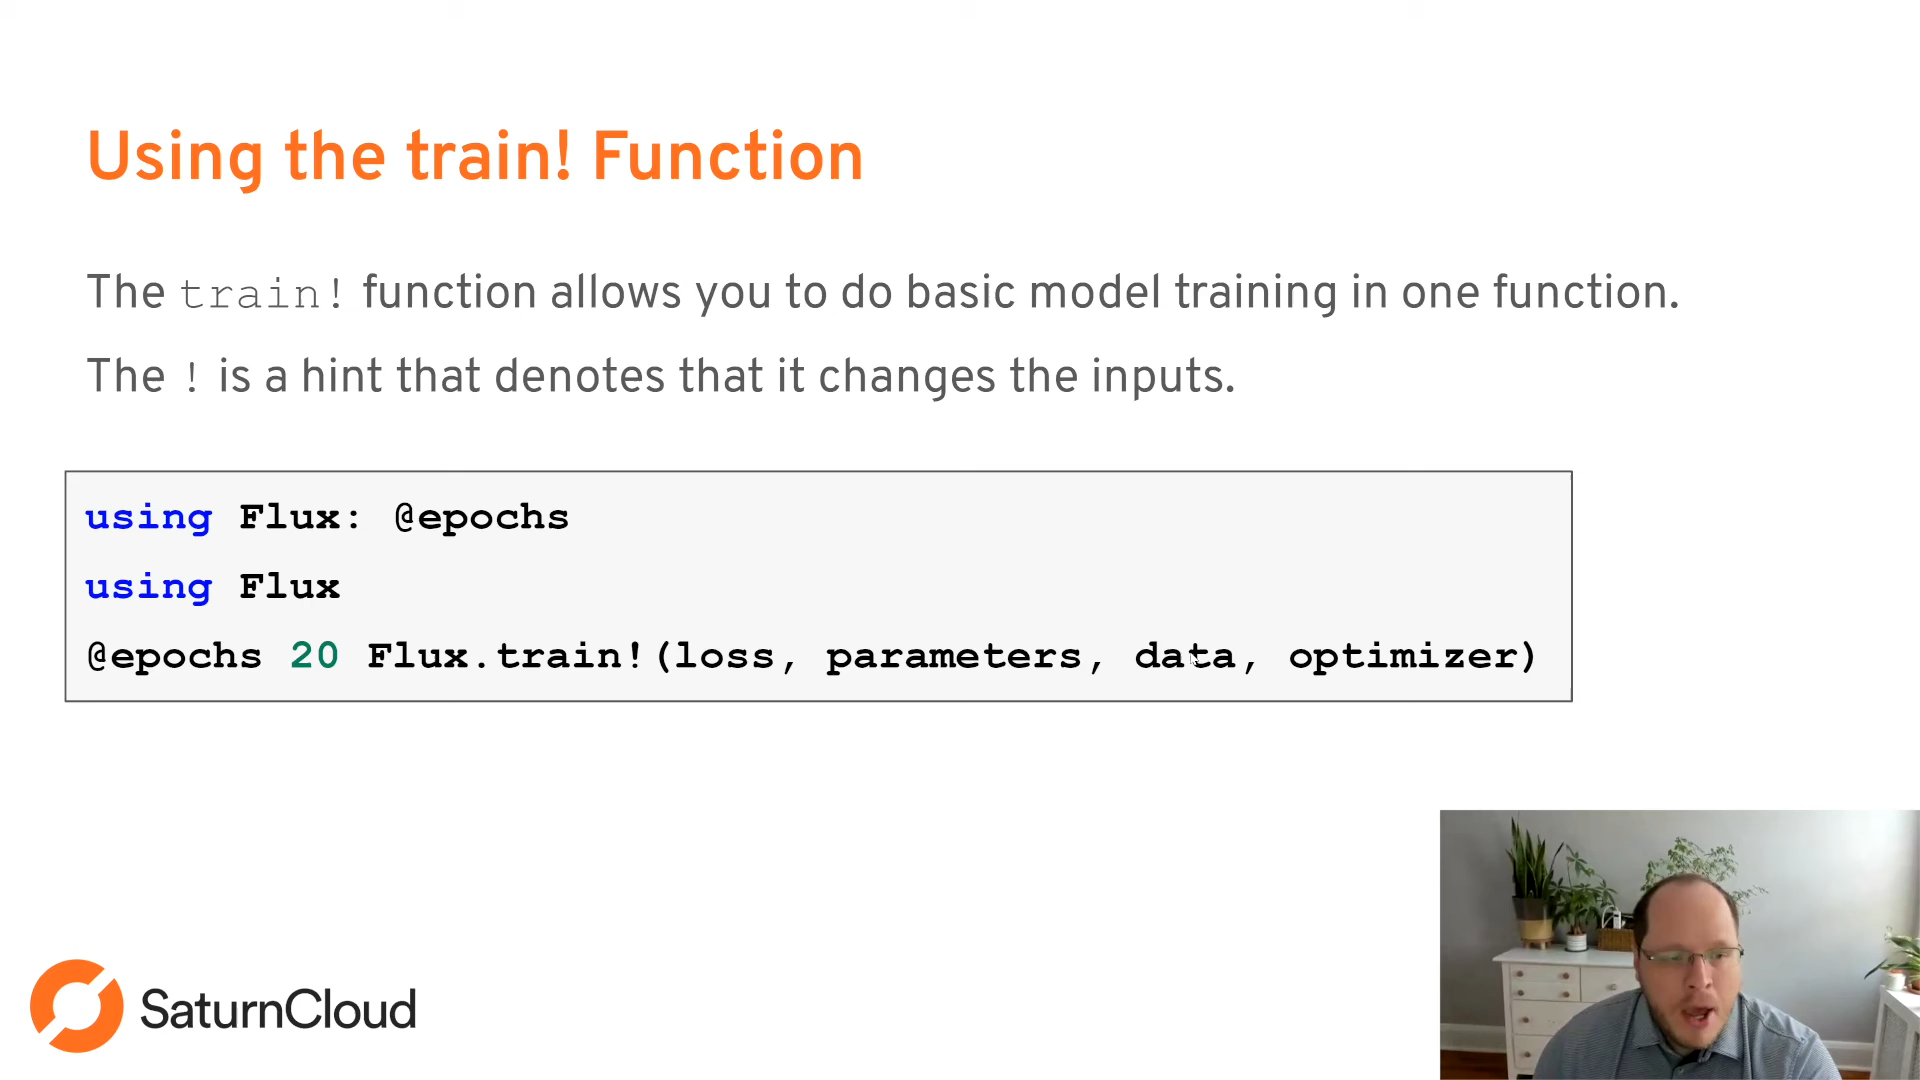 Using the train! Function
The train! function allows you to do basic model training in one function.
The ! is a hint that denotes that it changes the inputs.
using Flux: @epochs
using Flux
@epochs 20 Flux.train!(loss, parameters, data, optimizer)
SaturnCloud